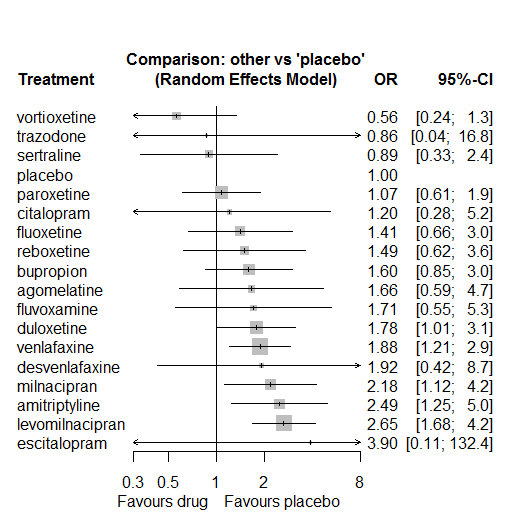 Comparison: other vs 'placebo'
Treatment (Random Effects Model) OR 95%-CI
vortioxetine 0.56 [0.24; 1.3]
trazodone 0.86 [0.04; 16.8]
sertraline 0.89 [0.33; 2.4]
placebo 1.00
paroxetine 1.07 [0.61; 1.9]
citalopram 1.20 [0.28; 5.2]
fluoxetine 1.41 [0.66; 3.0]
reboxetine 1.49 [0.62; 3.6]
bupropion 1.60 [0.85; 3.0]
agomelatine 1.66 [0.59; 4.7]
fluvoxamine 1.71 [0.55; 5.3]
duloxetine 1.78 [1.01; 3.1]
venlafaxine 1.88 [1.21; 2.9]
desvenlafaxine 1.92 [0.42; 8.7]
milnacipran 2.18 [1.12; 4.2]
amitriptyline 2.49 [1.25; 5.0]
levomilnacipran 2.65 [1.68; 4.2]
escitalopram 3.90 [0.11; 132.4]
0.3 0.5 1 2 8
Favours drug Favours placebo